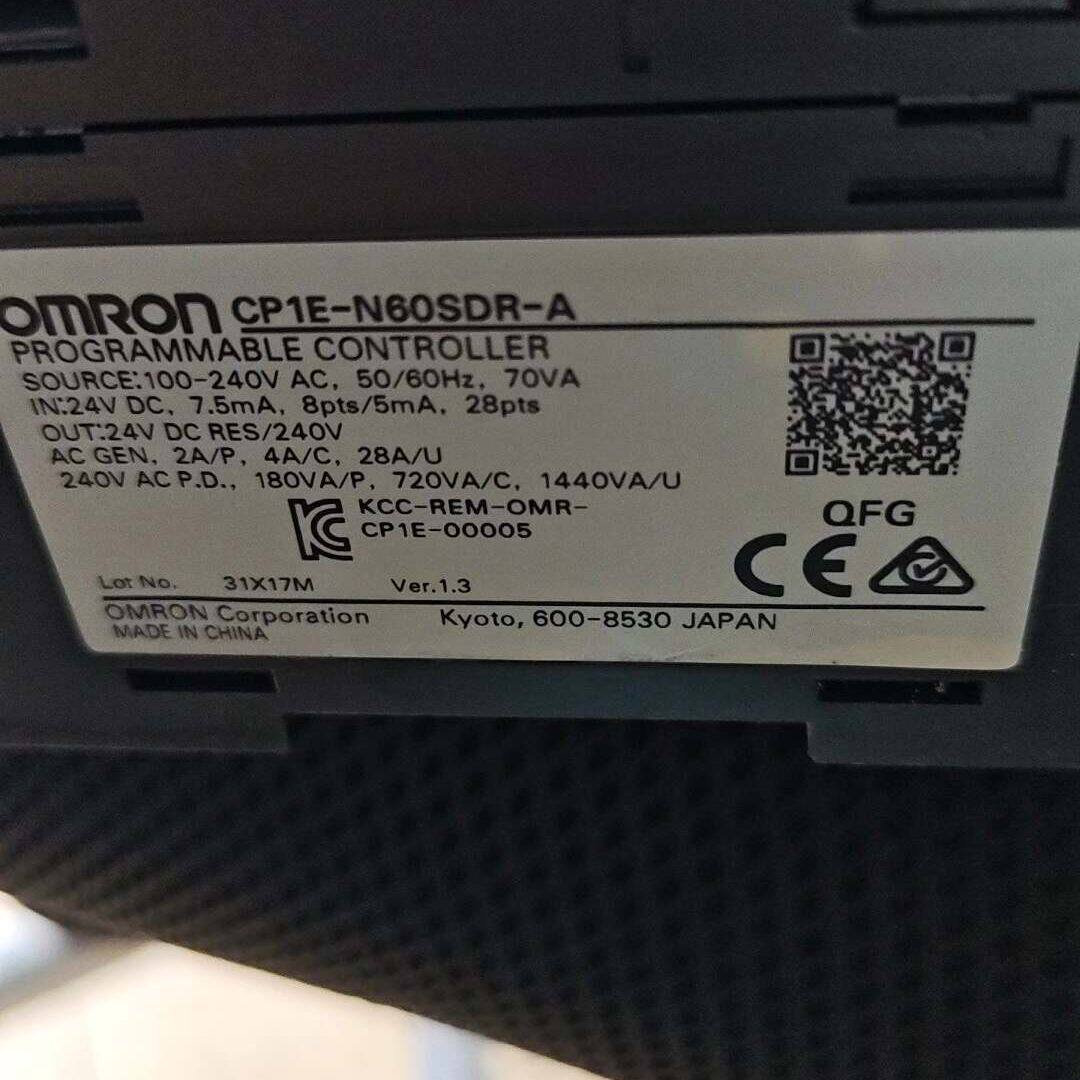 OMRON CP1E-N60SDR-A
PROGRAMMABLE CONTROLLER
SOURCE:100-240V AC, 50/60Hz, 70VA
IN:24V DC, 7.5mA, 8pts/5mA, 28pts
OUT:24V DC RES/240V
AC GEN, 2A/P, 4A/C, 28A/U
240V AC P.D., 180VA/P, 720VA/C, 1440VA/U
KCC-REM-OMR-
CP1E-00005
QFG
CE
Lot No. 31X17M Ver.1.3
OMRON Corporation Kyoto, 600-8530 JAPAN
MADE IN CHINA